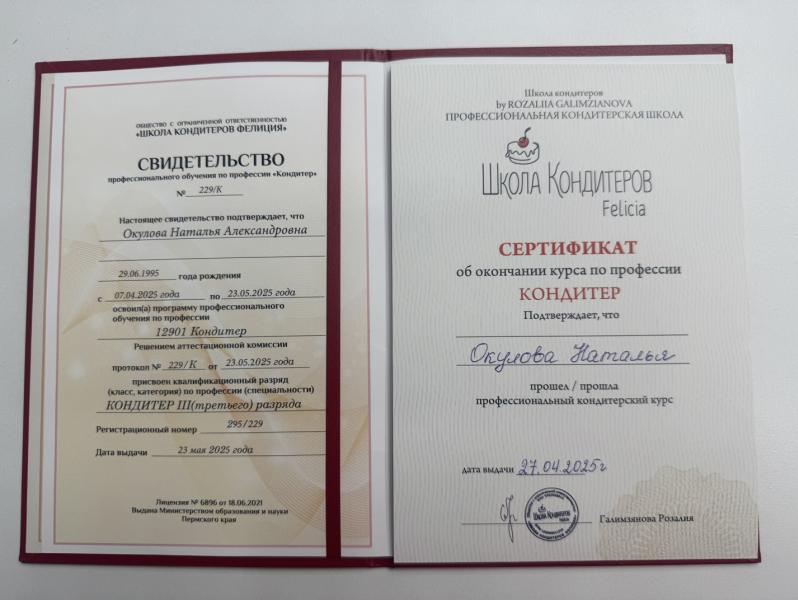 ОБЩЕСТВО С ОГРАНИЧЕННОЙ ОТВЕТСТВЕННОСТЬЮ
«ШКОЛА КОНДИТЕРОВ ФЕЛИЦИЯ»
СВИДЕТЕЛЬСТВО
профессионального обучения по профессии «Кондитер»
№ 229/К
Настоящее свидетельство подтверждает, что
Окулова Наталья Александровна
29.06.1995 года рождения
с 07.04.2025 года по 23.05.2025 года
освоил(а) программу профессионального
обучения по профессии
12901 Кондитер
Решением аттестационной комиссии
протокол № 229/К от 23.05.2025 года
присвоен квалификационный разряд
(класс, категория) по профессии (специальности)
КОНДИТЕР III(третьего) разряда
Регистрационный номер 295/229
Дата выдачи 23 мая 2025 года
Лицензия № 6896 от 18.06.2021
Выдана Министерством образования и науки
Пермского края
Школа кондитеров
by ROZALIIA GALIMZIANOVA
ПРОФЕССИОНАЛЬНАЯ КОНДИТЕРСКАЯ ШКОЛА
Школа Кондитеров
Felicia
СЕРТИФИКАТ
об окончании курса по профессии
КОНДИТЕР
Подтверждает, что
Окулова Наталья
прошел / прошла
профессиональный кондитерский курс
дата выдачи 27.04.2025г
Школа Кондитеров
Галимзянова Розалия